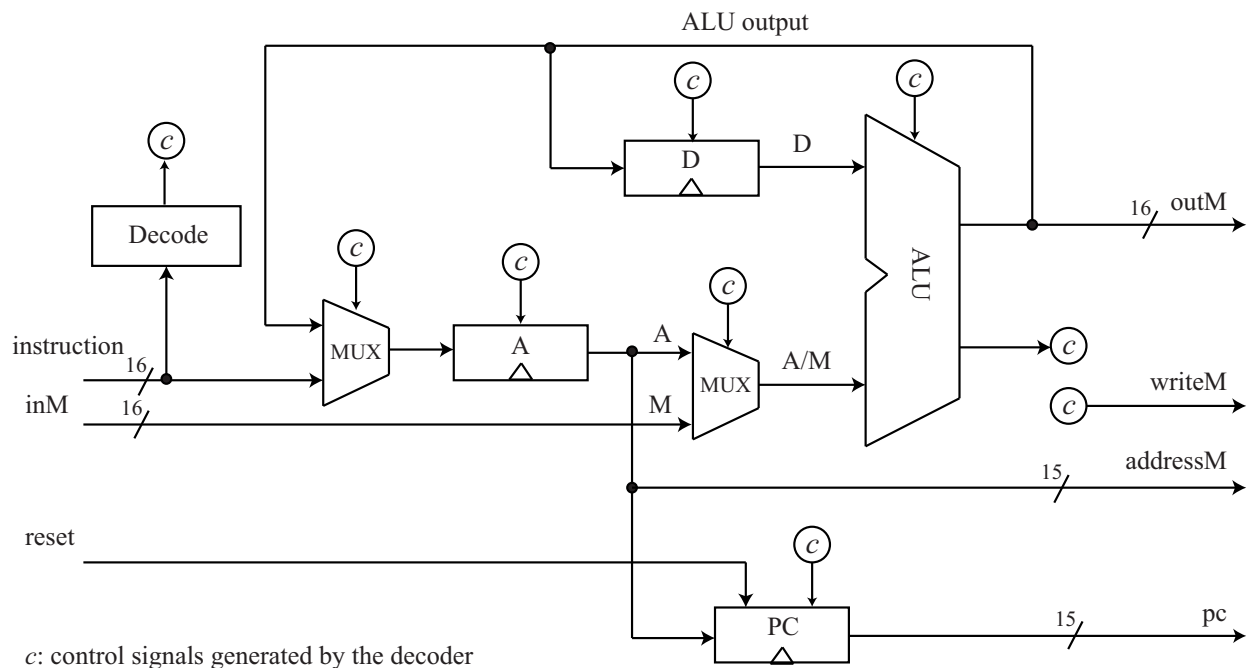 ALU output
c
c
c
D
D
16
outM
Decode
c
c
c
ALU
instruction
16
MUX
A
A
MUX
A/M
c
inM
16
M
c
writeM
15
addressM
reset
c
PC
15
pc
c: control signals generated by the decoder